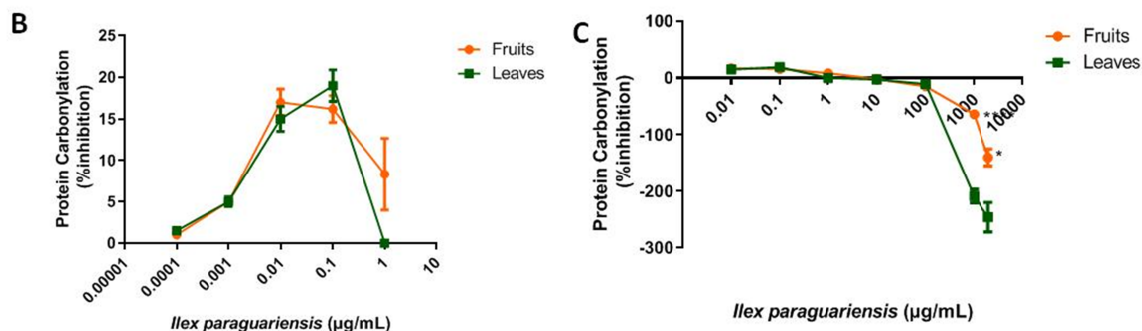 B
Protein Carbonylation
(%inhibition)
25
20
15
10
5
0
0.00001
0.0001
0.001
0.01
0.1
1
10
Ilex paraguariensis (µg/mL)
Fruits
Leaves
C
Protein Carbonylation
(%inhibition)
100
0
-100
-200
-300
0.01
0.1
1
10
100
1000
10000
*
*
Ilex paraguariensis (µg/mL)
Fruits
Leaves